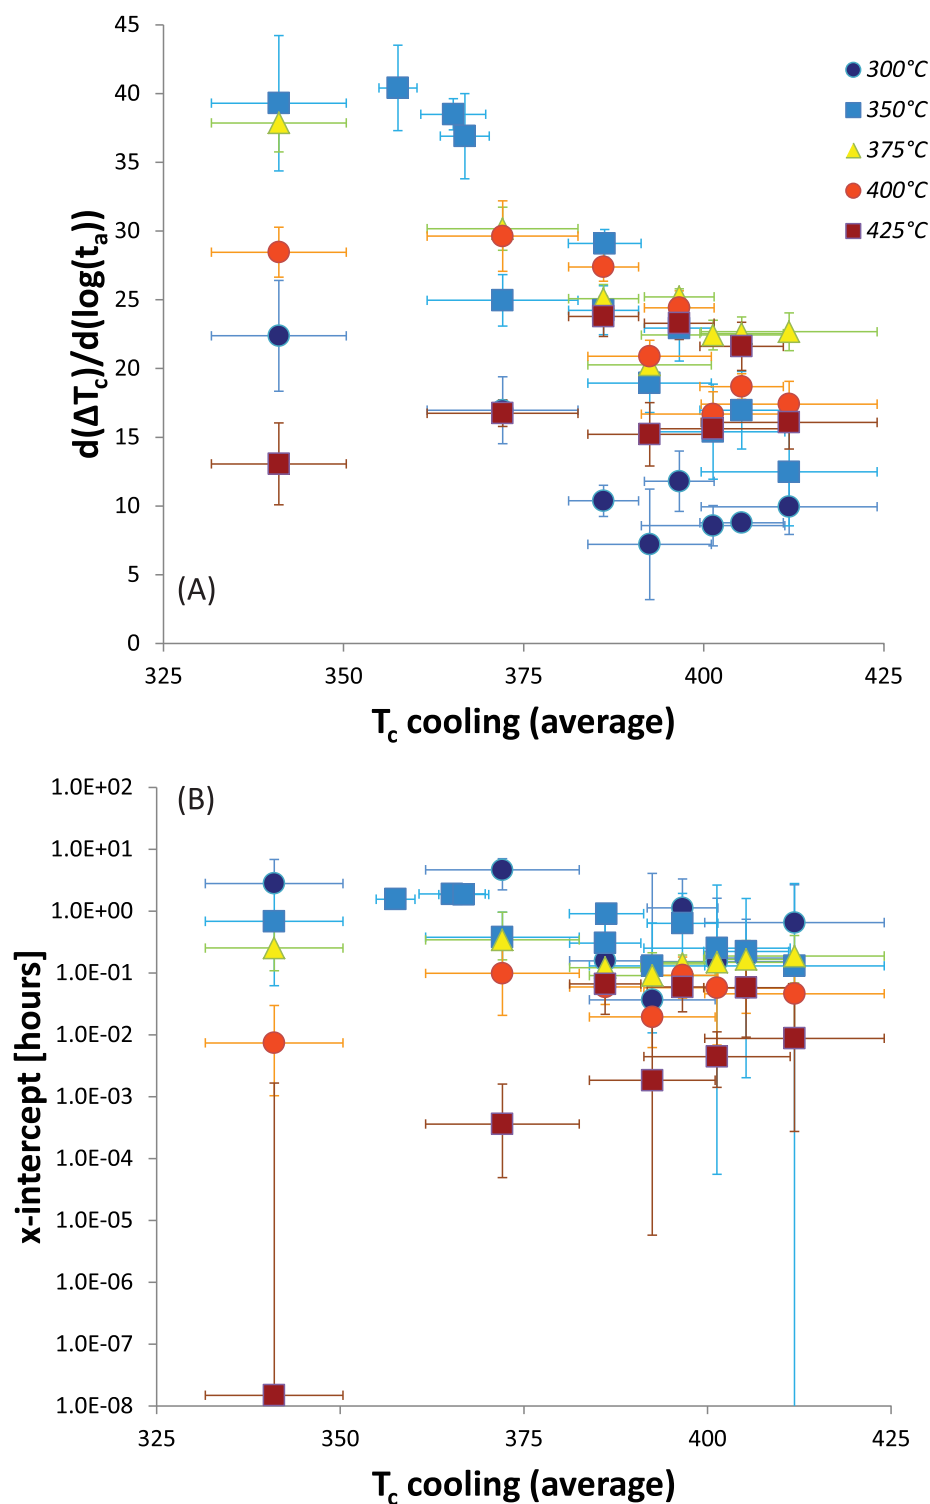 45
40
35
30
25
20
15
10
5
0
d(ΔTc)/d(log(ta))
300°C
350°C
375°C
400°C
425°C
(A)
325 350 375 400 425
Tc cooling (average)
1.0E+02
1.0E+01
1.0E+00
1.0E-01
1.0E-02
1.0E-03
1.0E-04
1.0E-05
1.0E-06
1.0E-07
1.0E-08
x-intercept [hours]
(B)
325 350 375 400 425
Tc cooling (average)